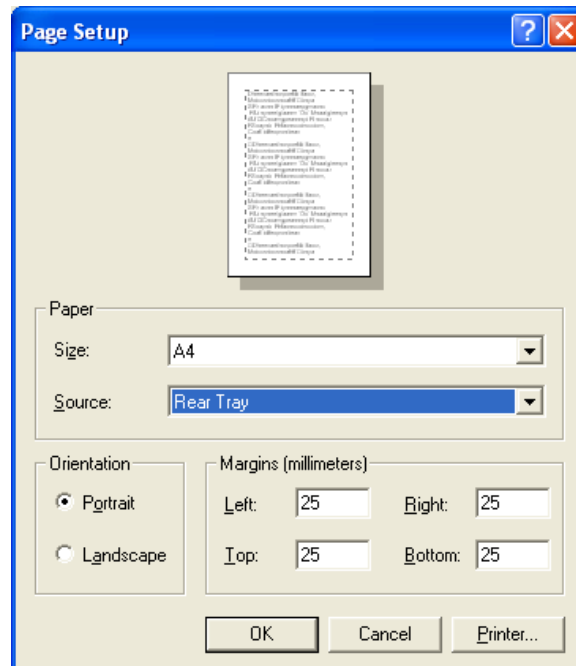 Page Setup
Paper
Size: A4
Source: Rear Tray
Orientation
Portrait
Landscape
Margins (millimeters)
Left: 25 Right: 25
Top: 25 Bottom: 25
OK Cancel Printer...